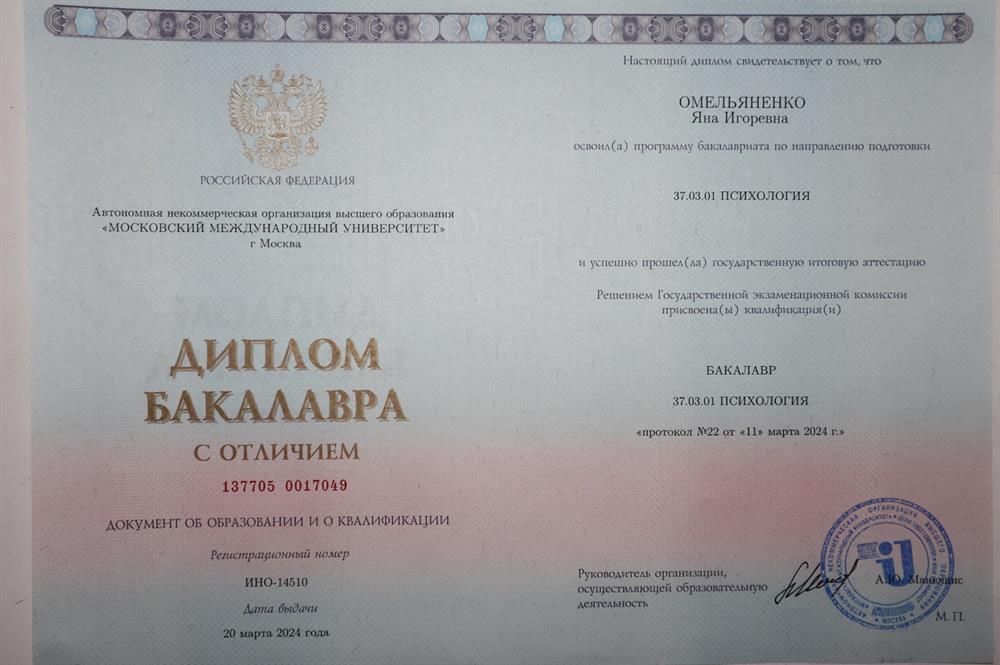 РОССИЙСКАЯ ФЕДЕРАЦИЯ
Автономная некоммерческая организация высшего образования
«МОСКОВСКИЙ МЕЖДУНАРОДНЫЙ УНИВЕРСИТЕТ»
г Москва
ДИПЛОМ
БАКАЛАВРА
С ОТЛИЧИЕМ
137705 0017049
ДОКУМЕНТ ОБ ОБРАЗОВАНИИ И О КВАЛИФИКАЦИИ
Регистрационный номер
ИНО-14510
Дата выдачи
20 марта 2024 года
Настоящий диплом свидетельствует о том, что
ОМЕЛЬЯНЕНКО
Яна Игоревна
освоил(а) программу бакалавриата по направлению подготовки
37.03.01 ПСИХОЛОГИЯ
и успешно прошел(ла) государственную итоговую аттестацию
Решением Государственной экзаменационной комиссии
присвоена(ы) квалификация(и)
БАКАЛАВР
37.03.01 ПСИХОЛОГИЯ
«протокол №22 от «11» марта 2024 г.»
Руководитель организации,
осуществляющей образовательную
деятельность
А.Ю. Манюшис
М. П.